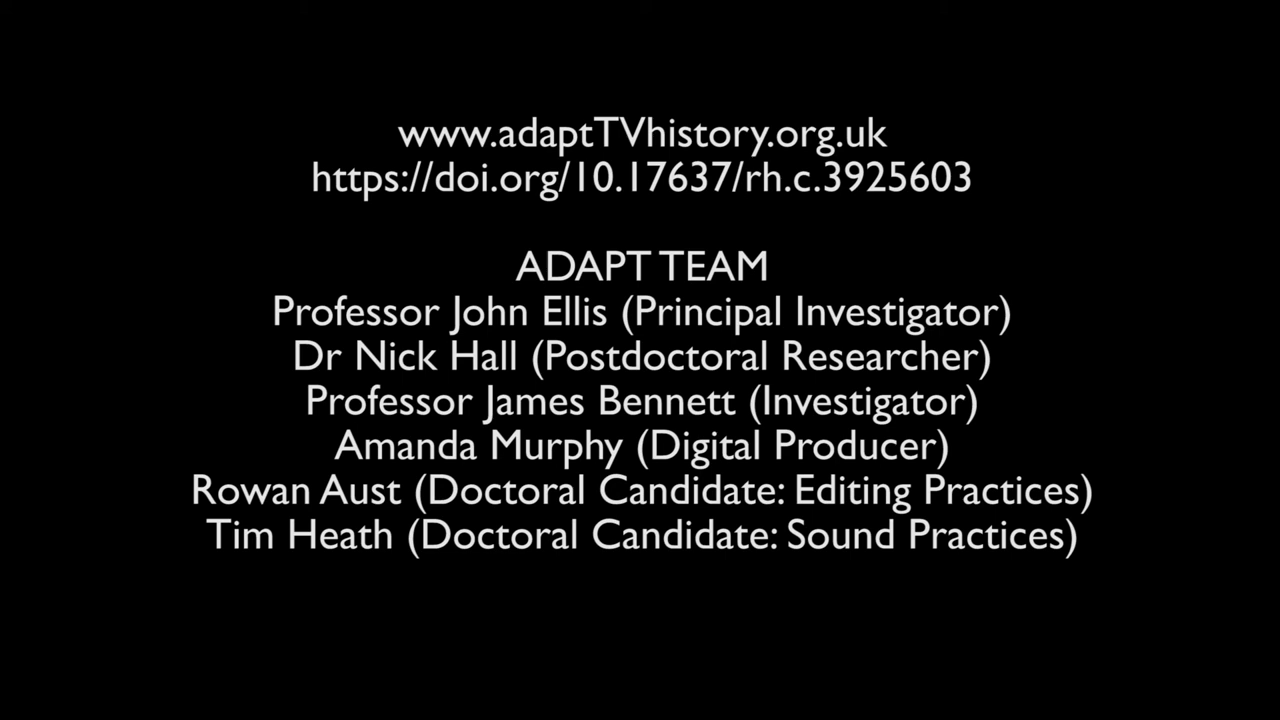 www.adaptTVhistory.org.uk
https://doi.org/10.17637/rh.c.3925603
ADAPT TEAM
Professor John Ellis (Principal Investigator)
Dr Nick Hall (Postdoctoral Researcher)
Professor James Bennett (Investigator)
Amanda Murphy (Digital Producer)
Rowan Aust (Doctoral Candidate: Editing Practices)
Tim Heath (Doctoral Candidate: Sound Practices)